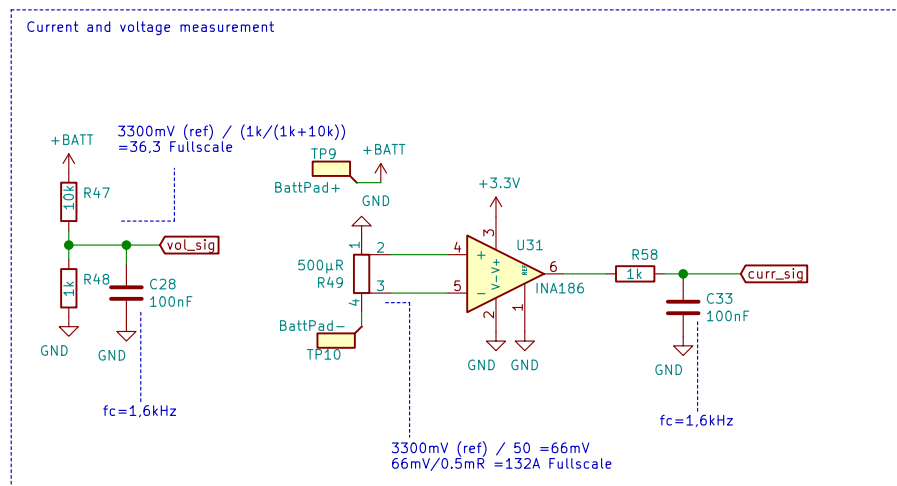 Current and voltage measurement
3300mV (ref) / (1k/(1k+10k))
=36,3 Fullscale
+BATT
10k
R47
vol_sig
1k
R48
C28
100nF
GND
GND
fc=1,6kHz
TP9
+BATT
BattPad+
GND
1
2
500µR
R49
3
4
BattPad-
TP10
+3.3V
3
U31
4
+
5
-
V+
V-
REF
6
INA186
2
1
GND
GND
R58
1k
curr_sig
C33
100nF
GND
fc=1,6kHz
3300mV (ref) / 50 =66mV
66mV/0.5mR =132A Fullscale